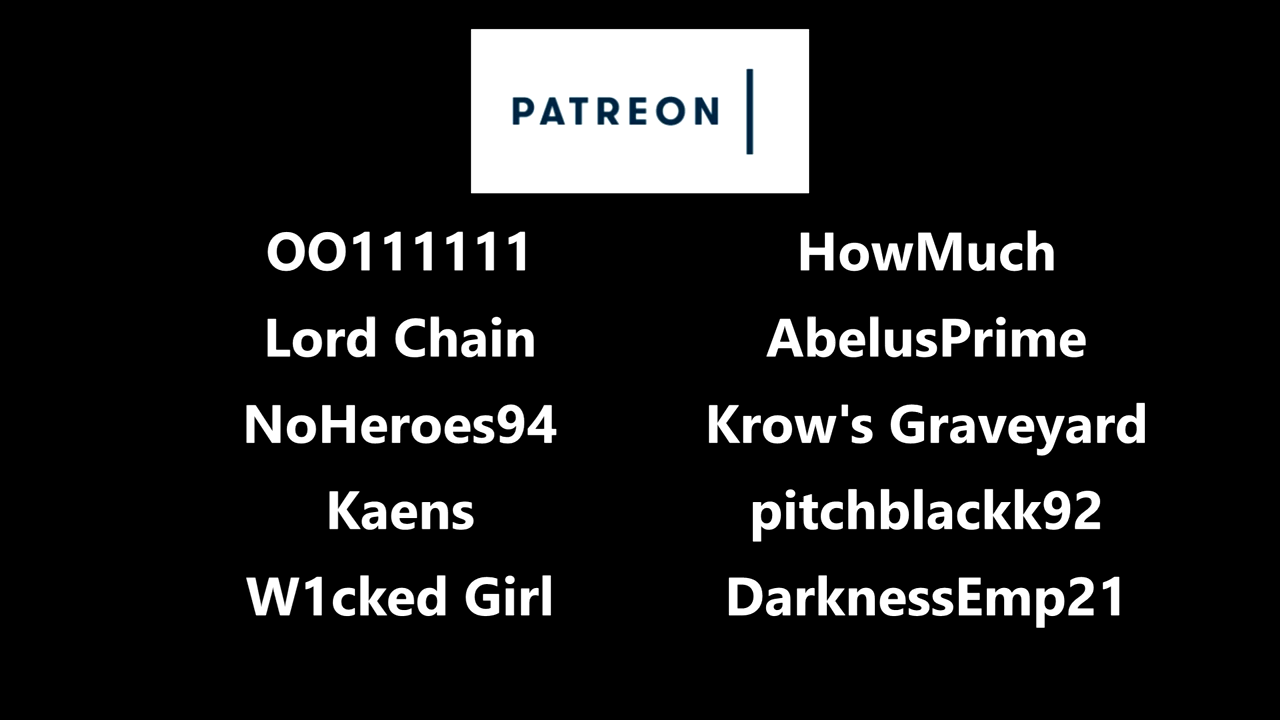 PATREON
OO111111
HowMuch
Lord Chain
AbelusPrime
NoHeroes94
Krow's Graveyard
Kaens
pitchblackk92
W1cked Girl
DarknessEmp21